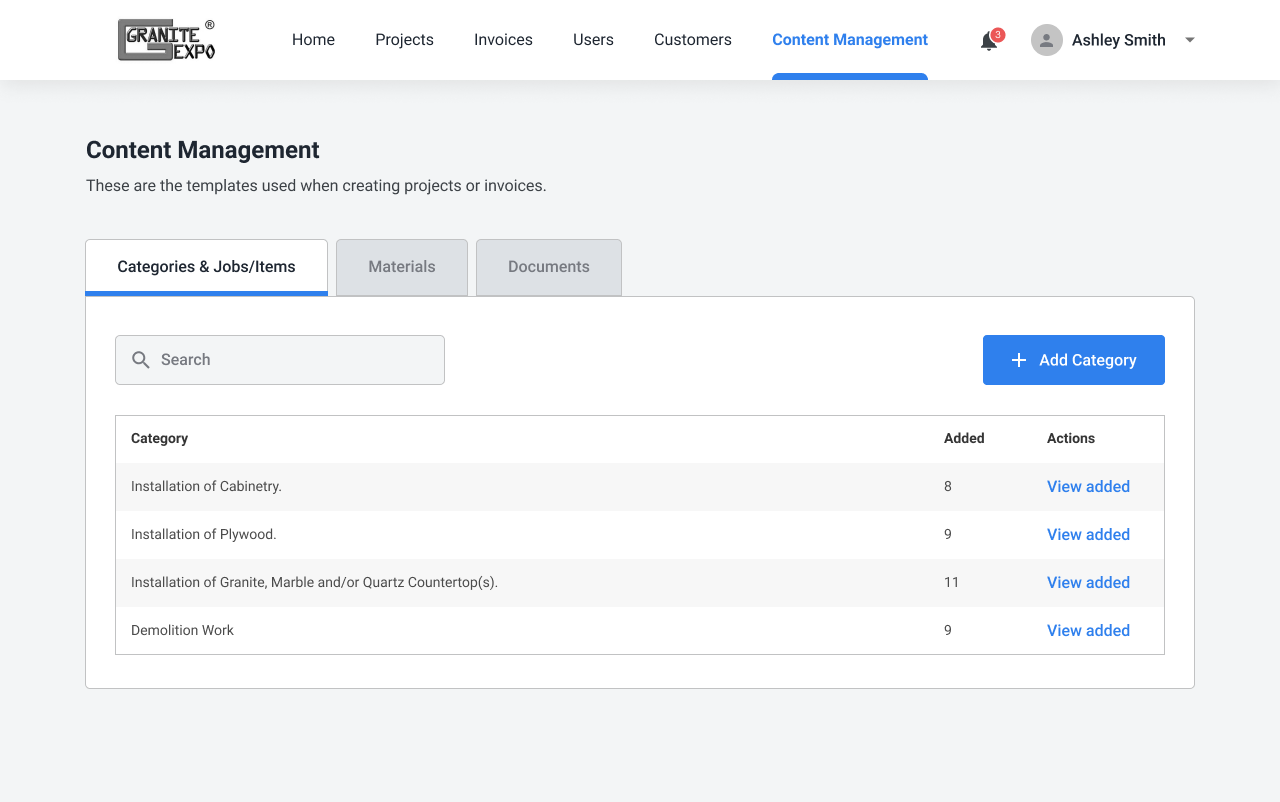 GRANITE ®
EXPO
Home Projects Invoices Users Customers Content Management 3 Ashley Smith
Content Management
These are the templates used when creating projects or invoices.
Categories & Jobs/Items Materials Documents
Search + Add Category
Category Added Actions
Installation of Cabinetry. 8 View added
Installation of Plywood. 9 View added
Installation of Granite, Marble and/or Quartz Countertop(s). 11 View added
Demolition Work 9 View added